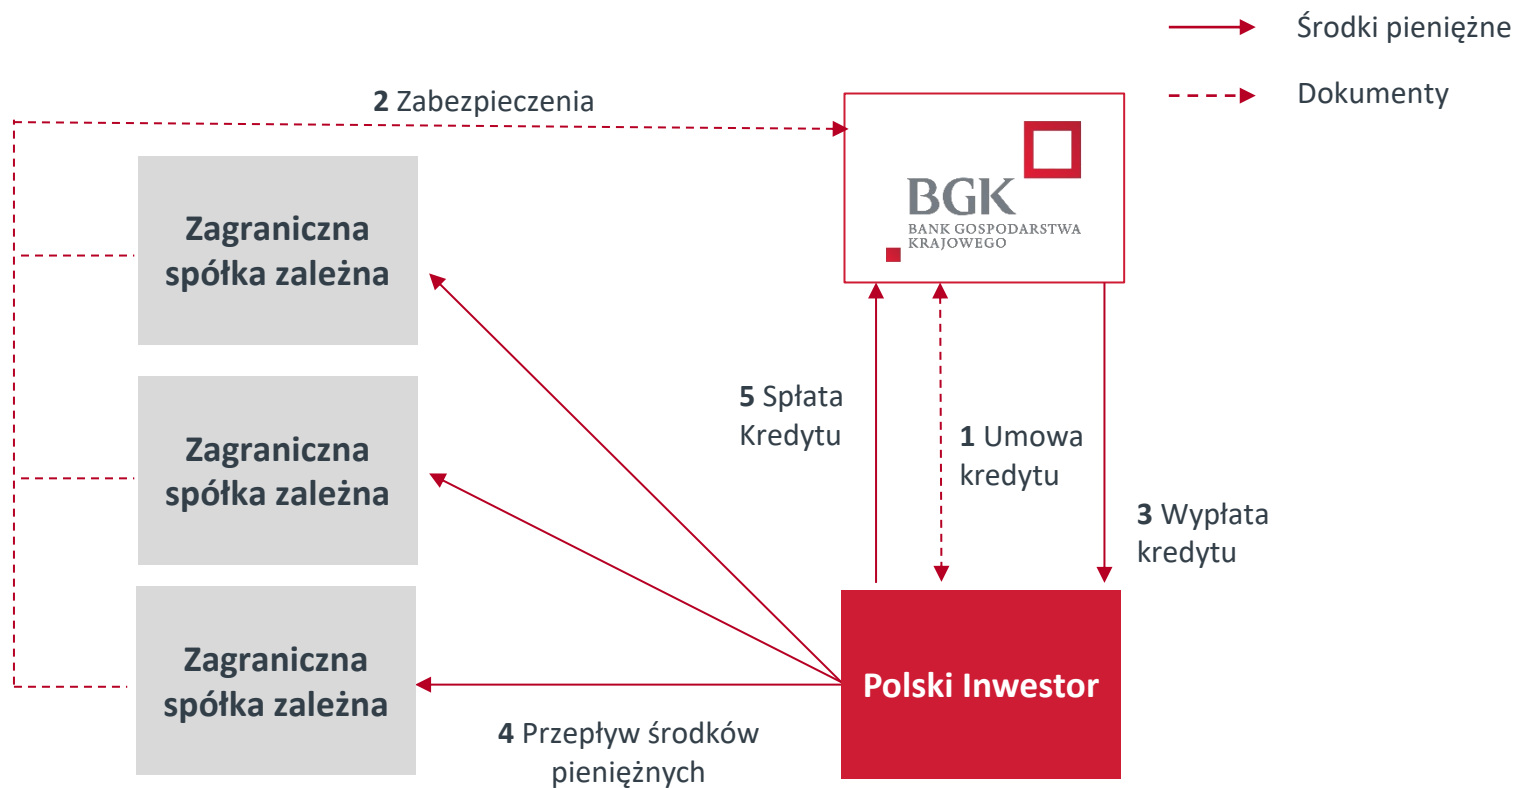 Środki pieniężne
Dokumenty
2 Zabezpieczenia
BGK
BANK GOSPODARSTWA
KRAJOWEGO
Zagraniczna
spółka zależna
Zagraniczna
spółka zależna
Zagraniczna
spółka zależna
5 Spłata
Kredytu
1 Umowa
kredytu
3 Wypłata
kredytu
Polski Inwestor
4 Przepływ środków
pieniężnych